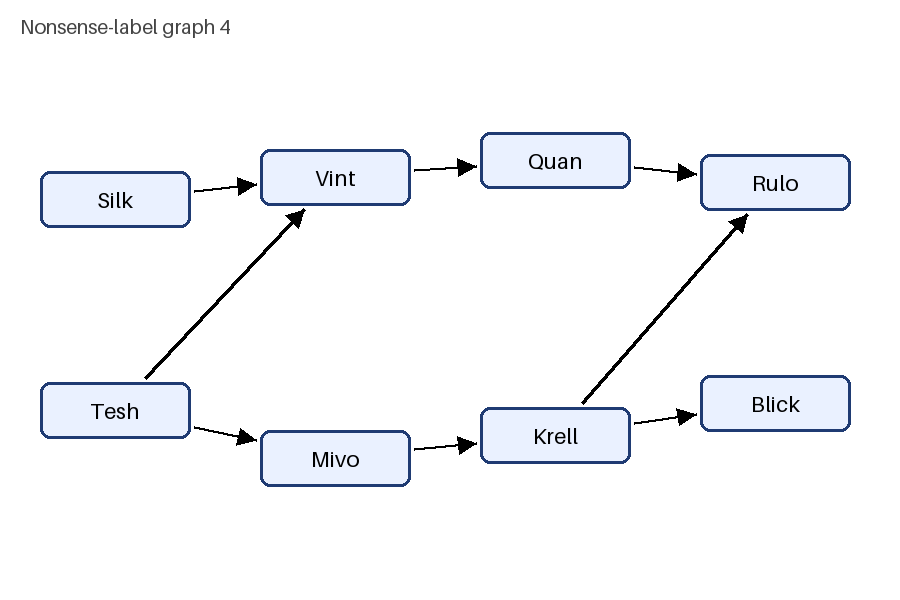 Nonsense-label graph 4
Silk
Vint
Quan
Rulo
Tesh
Mivo
Krell
Blick